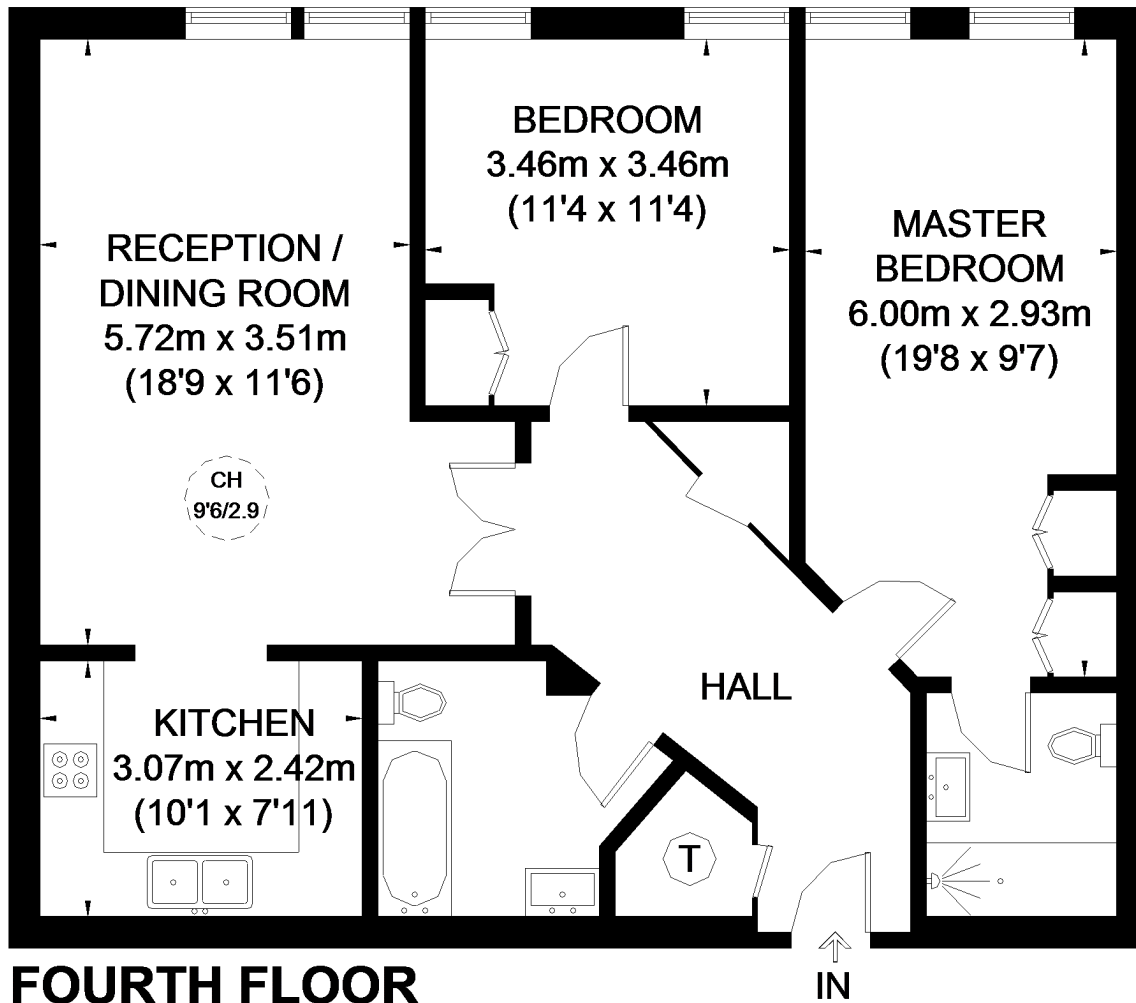 BEDROOM
3.46m x 3.46m
(11'4 x 11'4)
RECEPTION /
DINING ROOM
5.72m x 3.51m
(18'9 x 11'6)
MASTER
BEDROOM
6.00m x 2.93m
(19'8 x 9'7)
CH
9'6/2.9
HALL
KITCHEN
3.07m x 2.42m
(10'1 x 7'11)
T
IN
FOURTH FLOOR